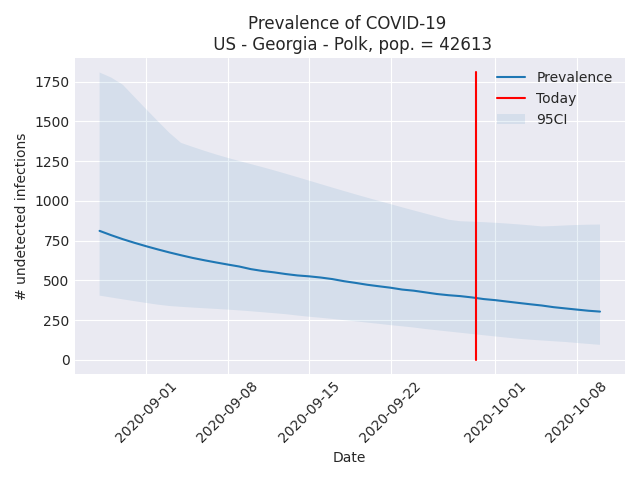 Prevalence of COVID-19
US - Georgia - Polk, pop. = 42613
Prevalence
Today
95CI
# undetected infections
1750
1500
1250
1000
750
500
250
0
2020-09-01
2020-09-08
2020-09-15
2020-09-22
2020-10-01
2020-10-08
Date